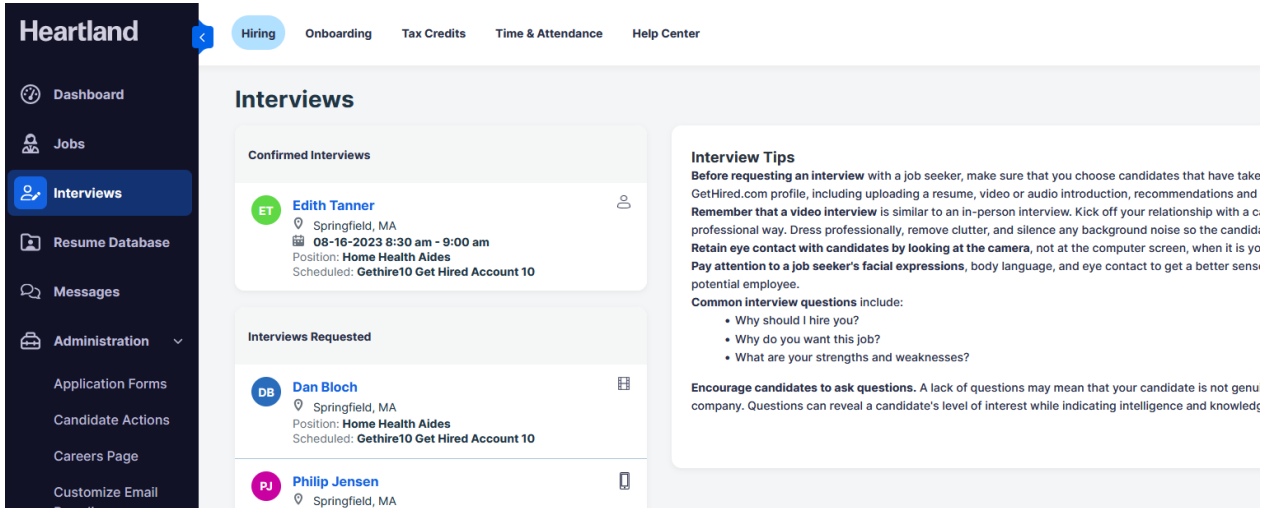 Heartland
Hiring
Onboarding
Tax Credits
Time & Attendance
Help Center
Dashboard
Jobs
Interviews
Resume Database
Messages
Administration
Application Forms
Candidate Actions
Careers Page
Customize Email
Interviews
Confirmed Interviews
ET
Edith Tanner
Springfield, MA
08-16-2023 8:30 am - 9:00 am
Position: Home Health Aides
Scheduled: Gethire10 Get Hired Account 10
Interviews Requested
DB
Dan Bloch
Springfield, MA
Position: Home Health Aides
Scheduled: Gethire10 Get Hired Account 10
PJ
Philip Jensen
Springfield, MA
Interview Tips
Before requesting an interview with a job seeker, make sure that you choose candidates that have take
GetHired.com profile, including uploading a resume, video or audio introduction, recommendations and
Remember that a video interview is similar to an in-person interview. Kick off your relationship with a c
professional way. Dress professionally, remove clutter, and silence any background noise so the candid
Retain eye contact with candidates by looking at the camera, not at the computer screen, when it is yo
Pay attention to a job seeker's facial expressions, body language, and eye contact to get a better sens
potential employee.
Common interview questions include:
• Why should I hire you?
• Why do you want this job?
• What are your strengths and weaknesses?
Encourage candidates to ask questions. A lack of questions may mean that your candidate is not genu
company. Questions can reveal a candidate's level of interest while indicating intelligence and knowled